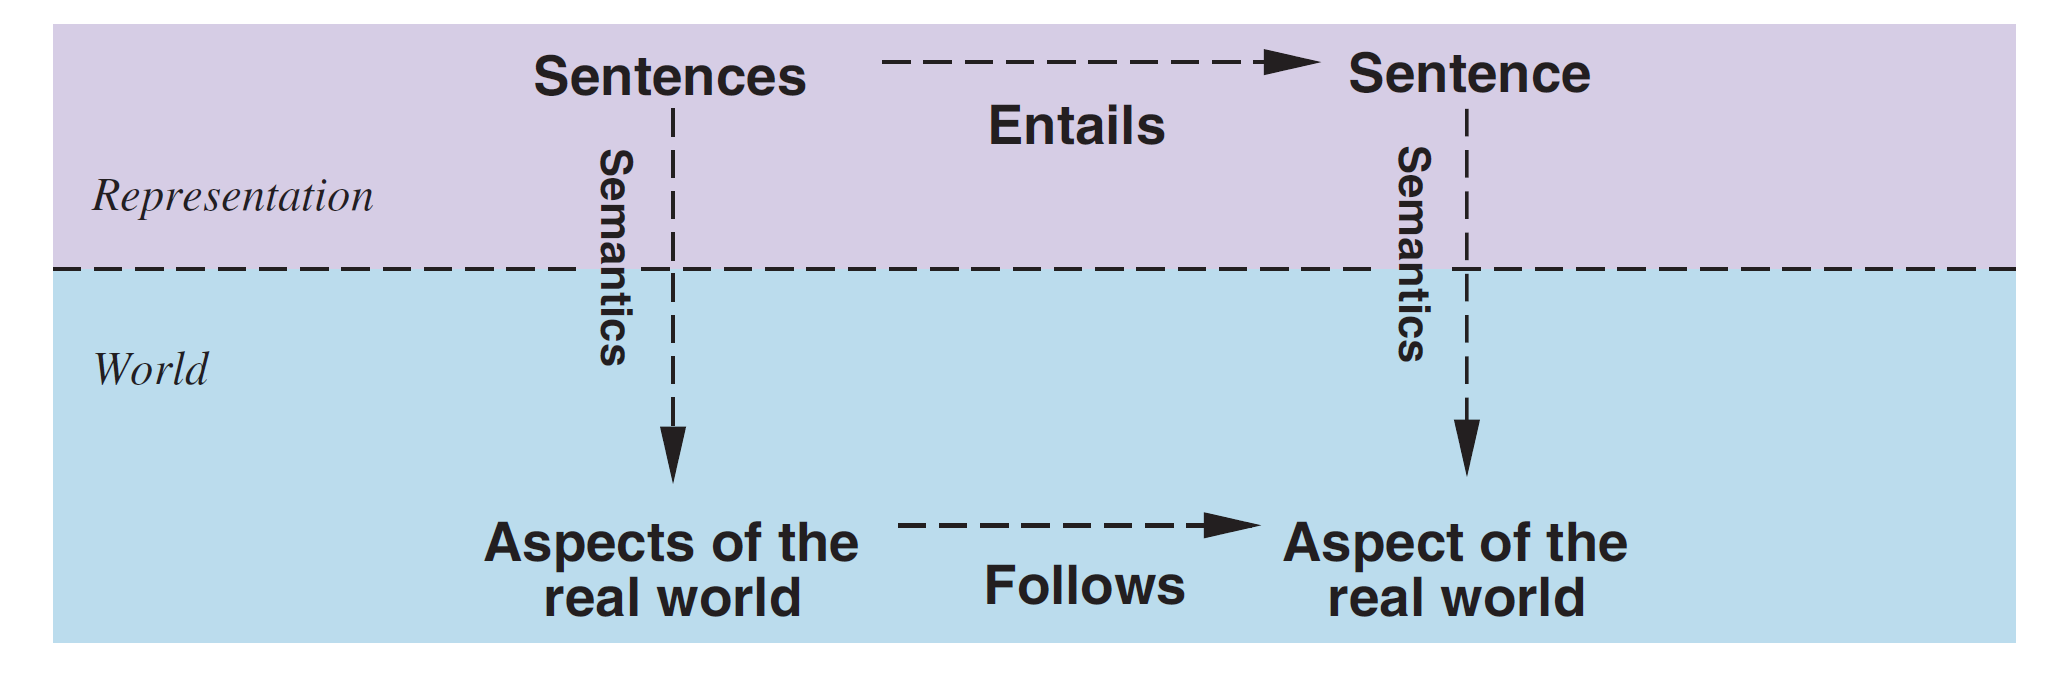 Sentences
Sentence
Entails
Semantics
Semantics
Representation
World
Aspects of the
real world
Follows
Aspect of the
real world